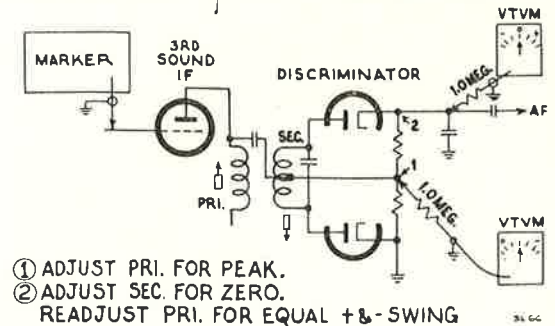 VTVM
3RD
SOUND
IF
MARKER
DISCRIMINATOR
1.0 MEG.
AF
2
SEC.
1
PRI.
1.0 MEG.
VTVM
① ADJUST PRI. FOR PEAK.
② ADJUST SEC. FOR ZERO.
READJUST PRI. FOR EQUAL + & - SWING